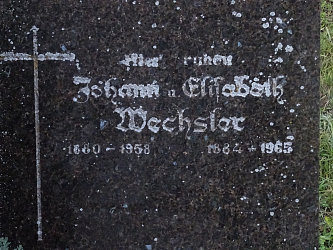 Hier ruhen
Johann u. Elisabeth
Wechsler
1880 - 1958 1884 - 1965